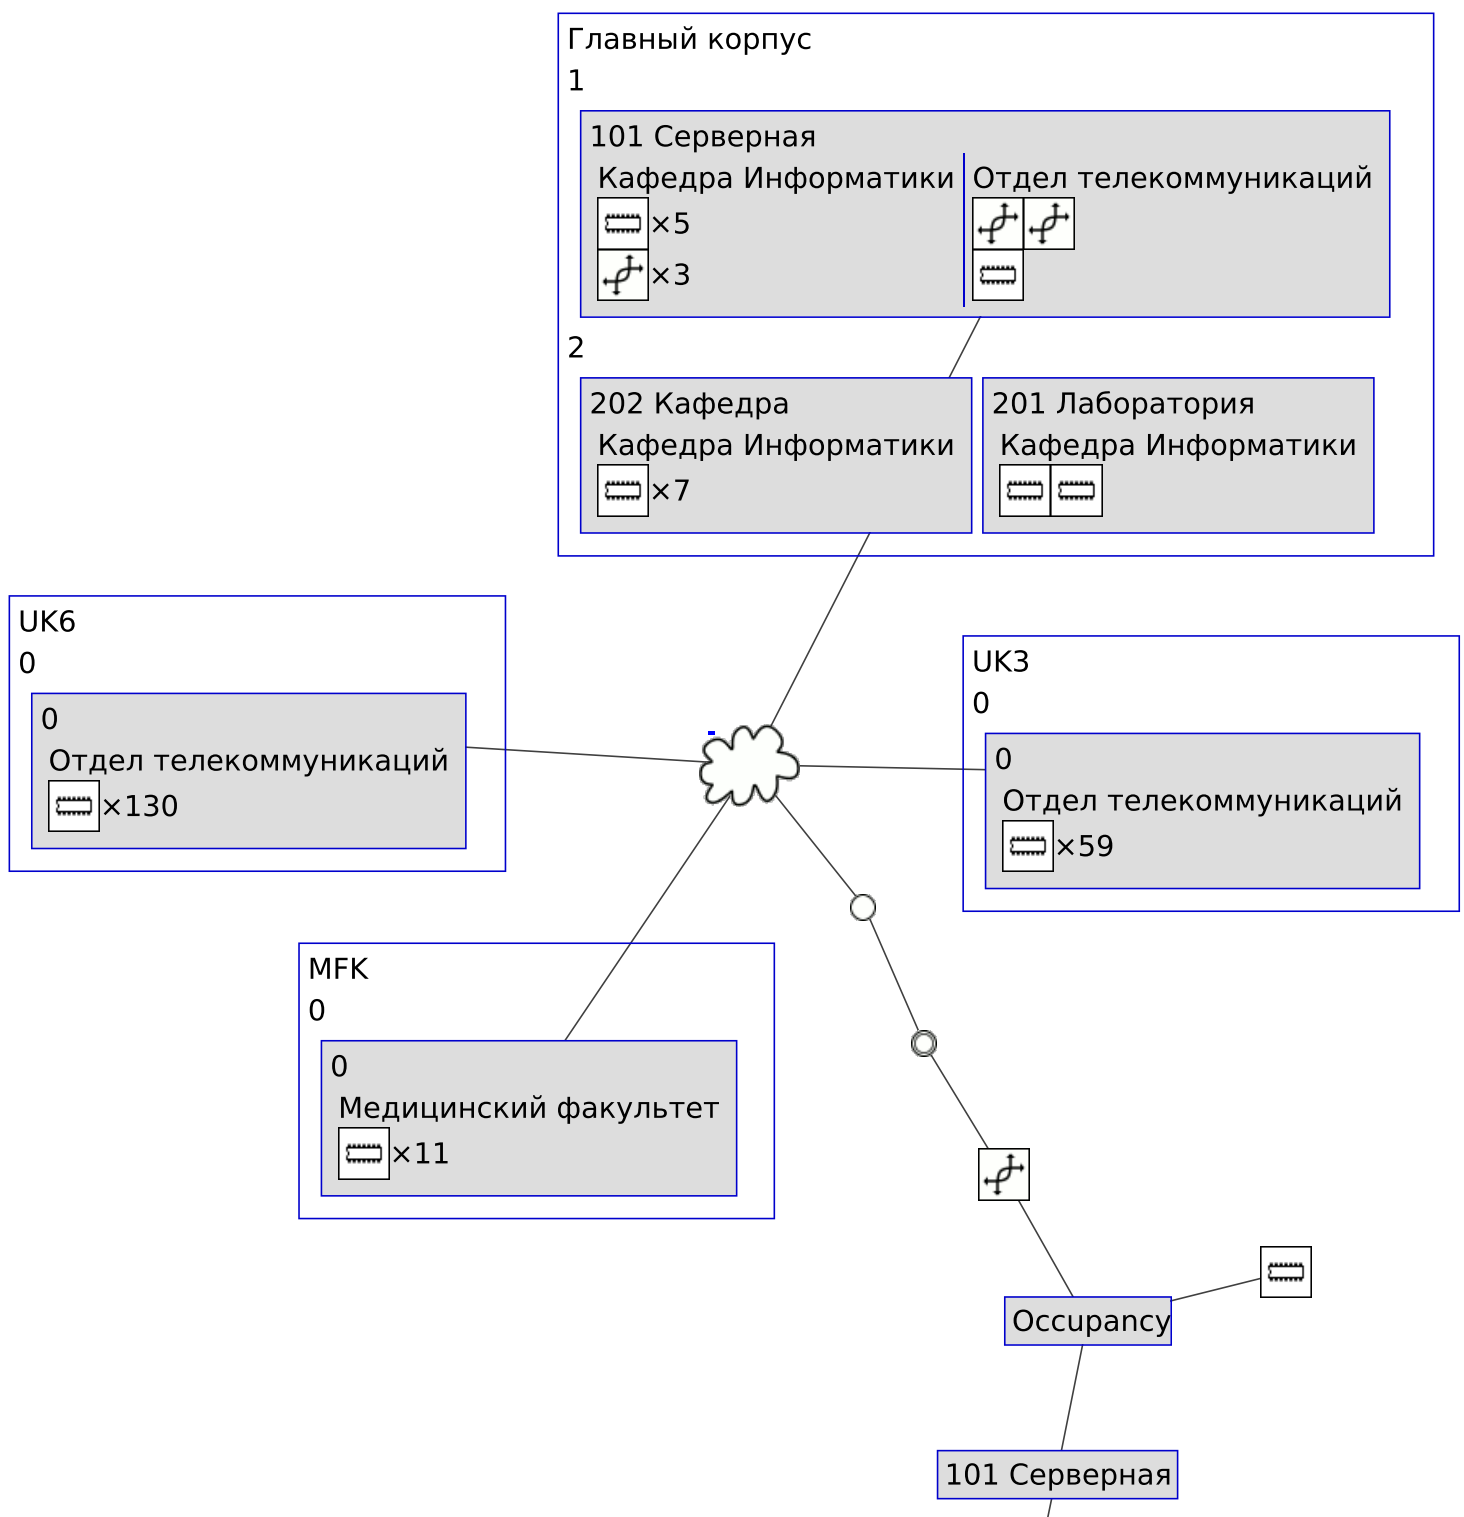 Главный корпус
1
101 Серверная
Кафедра Информатики
×5
×3
Отдел телекоммуникаций
2
202 Кафедра
Кафедра Информатики
×7
201 Лаборатория
Кафедра Информатики
UK6
0
0
Отдел телекоммуникаций
×130
UK3
0
0
Отдел телекоммуникаций
×59
MFK
0
0
Медицинский факультет
×11
Occupancy
101 Серверная